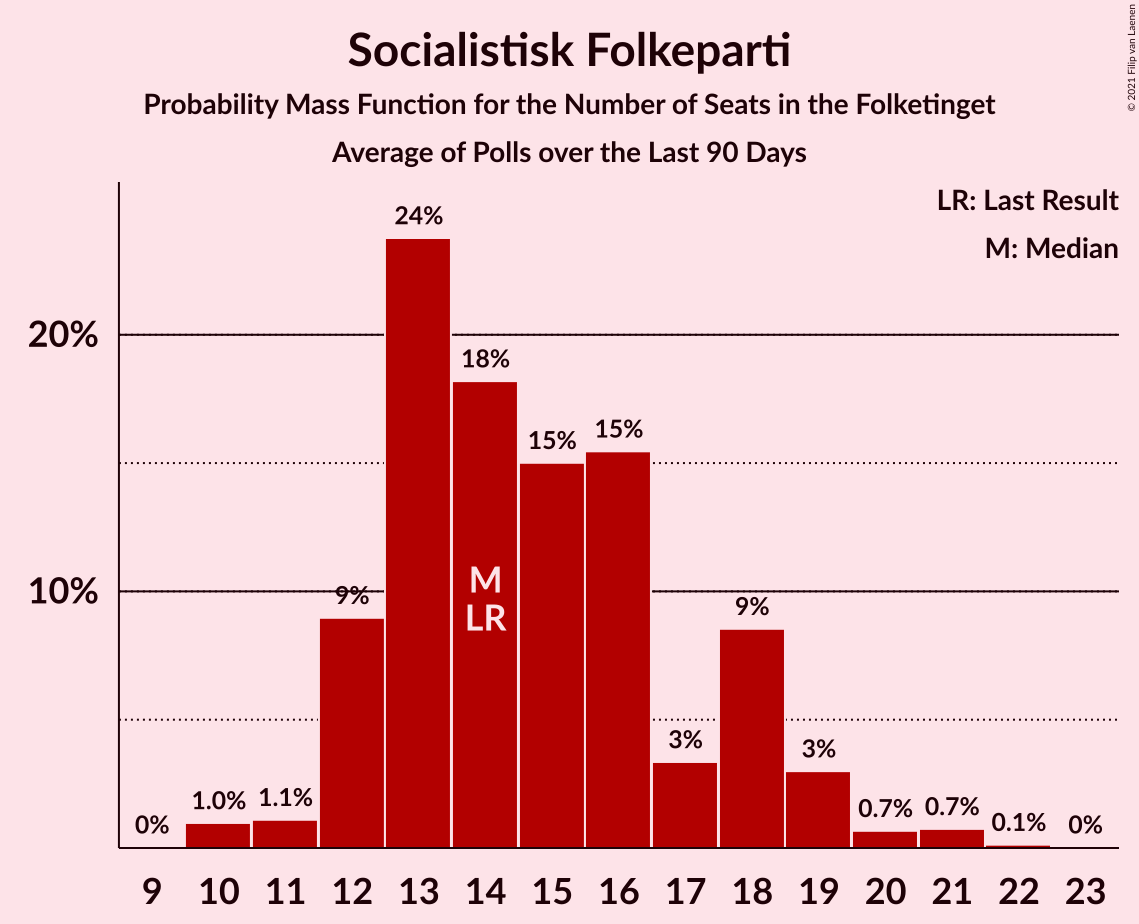 Socialistisk Folkeparti
Probability Mass Function for the Number of Seats in the Folketinget
Average of Polls over the Last 90 Days
© 2021 Filip van Laenen
LR: Last Result
M: Median
24%
20%
18%
15%
15%
10%
9%
9%
M
LR
3%
3%
0%
1.0%
1.1%
0.7%
0.7%
0.1%
0%
9 10 11 12 13 14 15 16 17 18 19 20 21 22 23